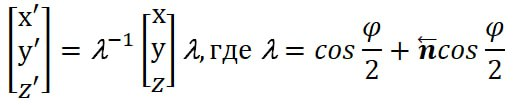 [x′ y′ z′] = λ⁻¹ [x y z] λ, где λ = cos φ/2 + n⃖ cos φ/2